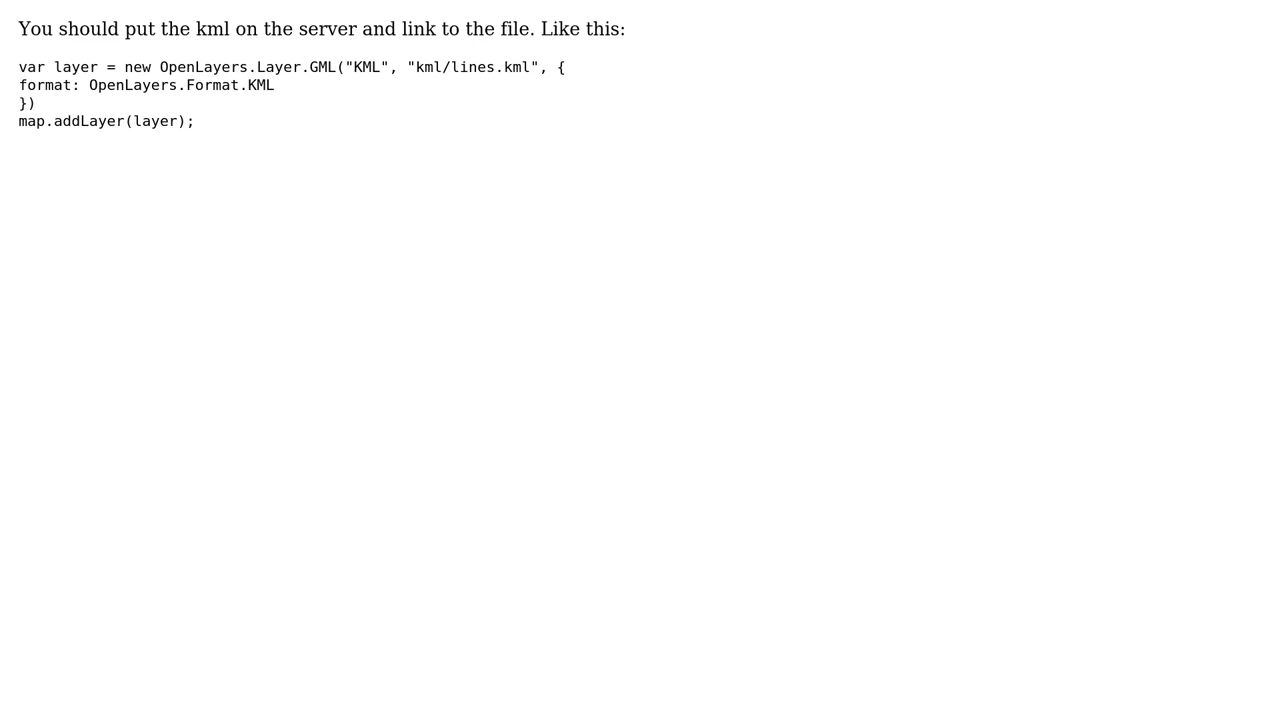 You should put the kml on the server and link to the file. Like this:
var layer = new OpenLayers.Layer.GML("KML", "kml/lines.kml", {
format: OpenLayers.Format.KML
})
map.addLayer(layer);